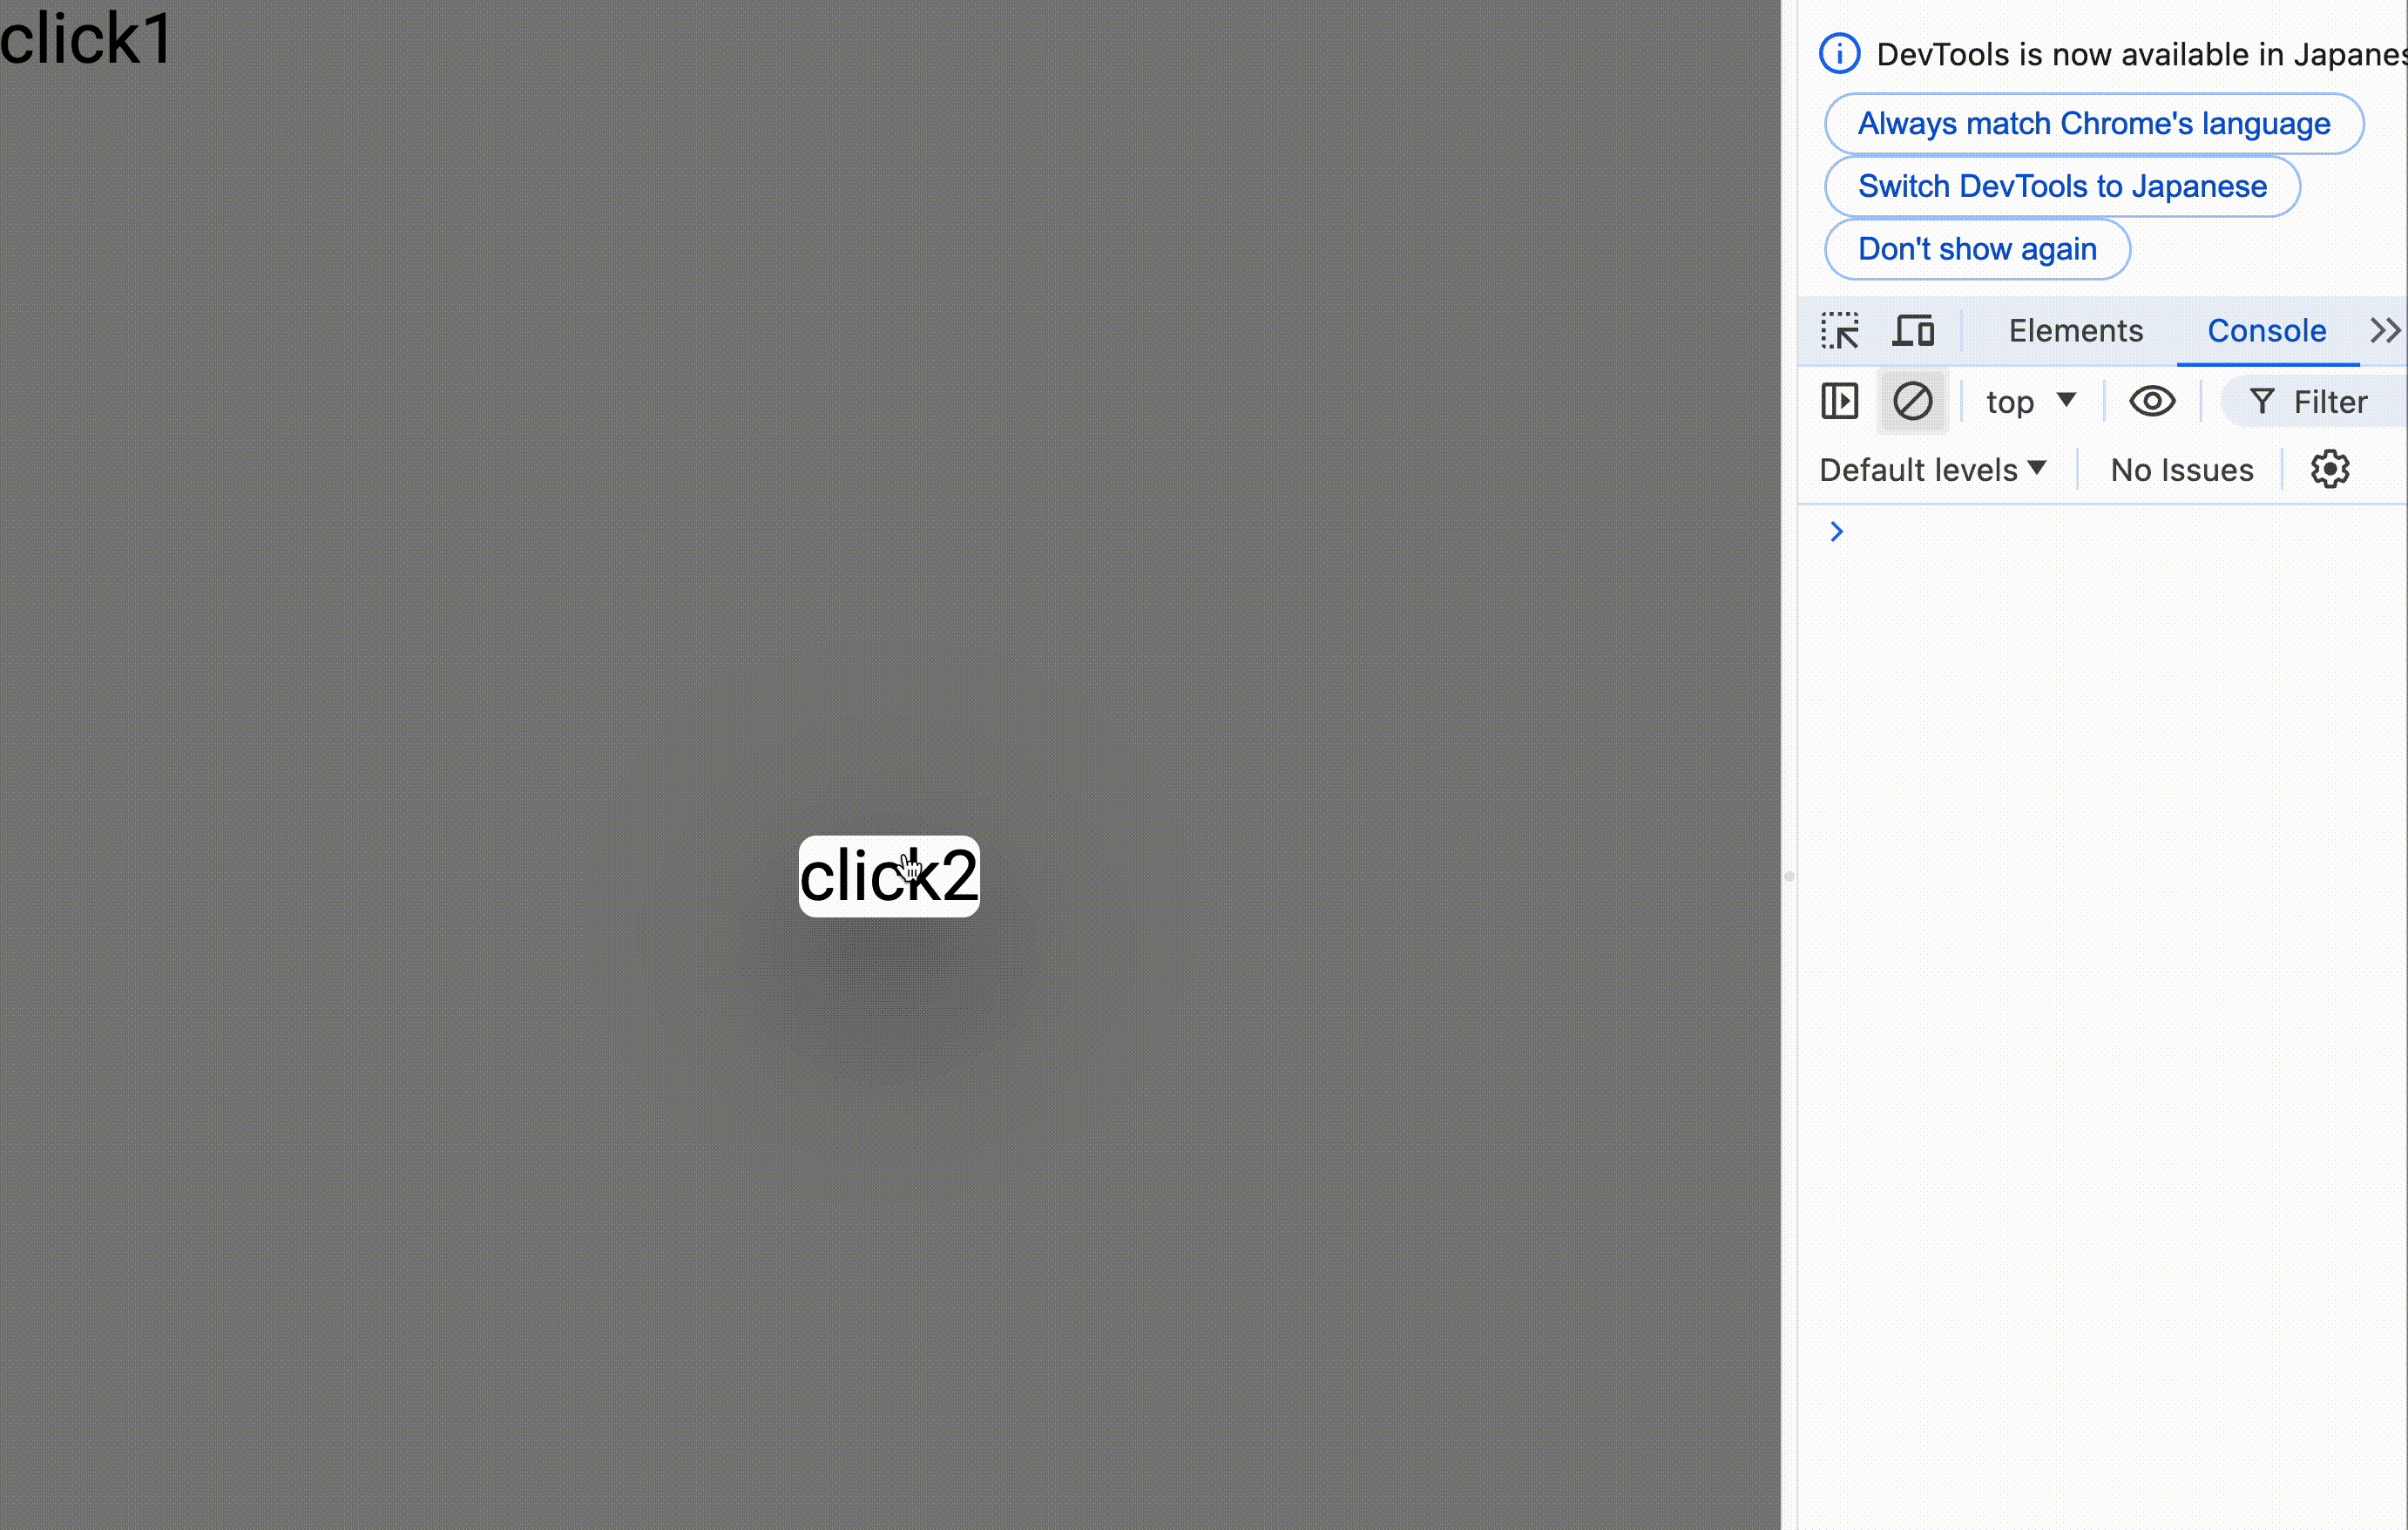 click1
click2
DevTools is now available in Japanes
Always match Chrome's language
Switch DevTools to Japanese
Don't show again
Elements Console
top Filter
Default levels No Issues